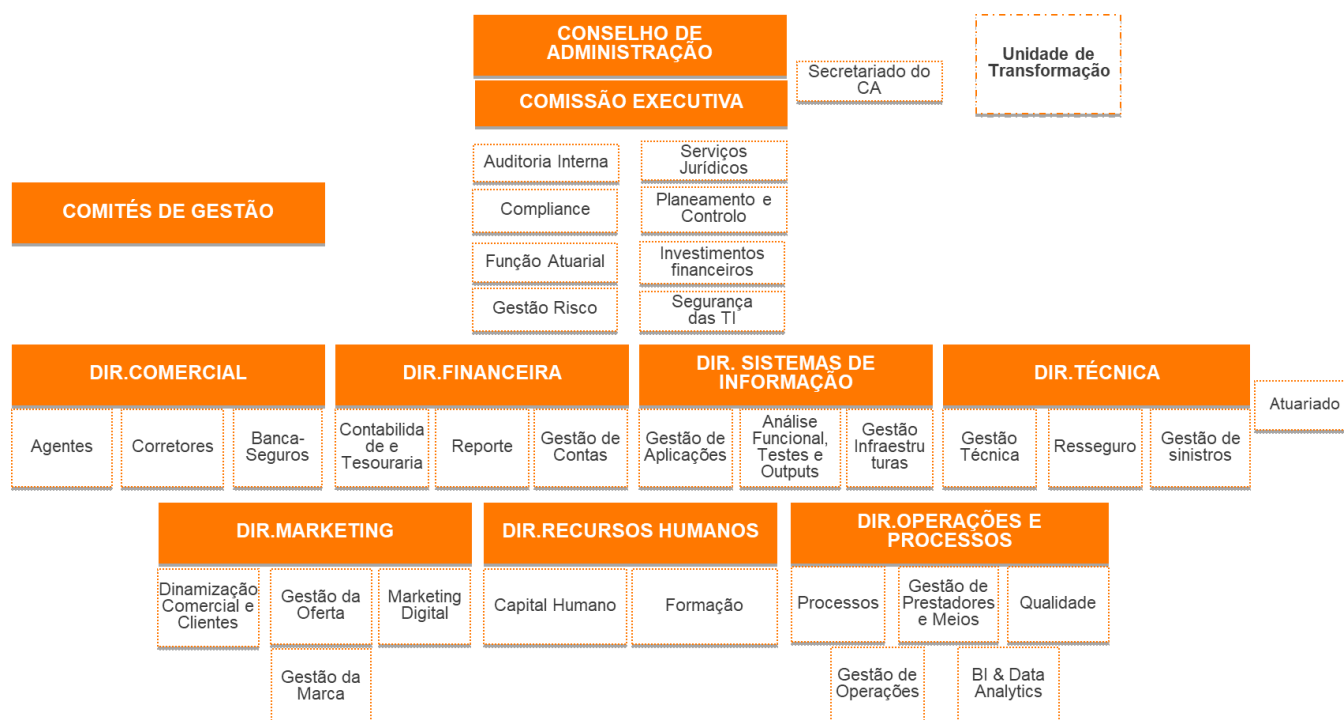 CONSELHO DE
ADMINISTRAÇÃO
Unidade de
Transformação
Secretariado do
CA
COMISSÃO EXECUTIVA
Auditoria Interna
Serviços
Jurídicos
COMITÉS DE GESTÃO
Compliance
Planeamento e
Controlo
Função Atuarial
Investimentos
financeiros
Gestão Risco
Segurança
das TI
DIR.COMERCIAL
DIR.FINANCEIRA
DIR. SISTEMAS DE
INFORMAÇÃO
DIR.TÉCNICA
Atuariado
Agentes
Corretores
Banca-
Seguros
Contabilida
de e
Tesouraria
Reporte
Gestão de
Contas
Gestão de
Aplicações
Análise
Funcional,
Testes e
Outputs
Gestão
Infraestru
turas
Gestão
Técnica
Resseguro
Gestão de
sinistros
DIR.MARKETING
DIR.RECURSOS HUMANOS
DIR.OPERAÇÕES E
PROCESSOS
Dinamização
Comercial e
Clientes
Gestão da
Oferta
Marketing
Digital
Capital Humano
Formação
Processos
Gestão de
Prestadores
e Meios
Qualidade
Gestão da
Marca
Gestão de
Operações
BI & Data
Analytics